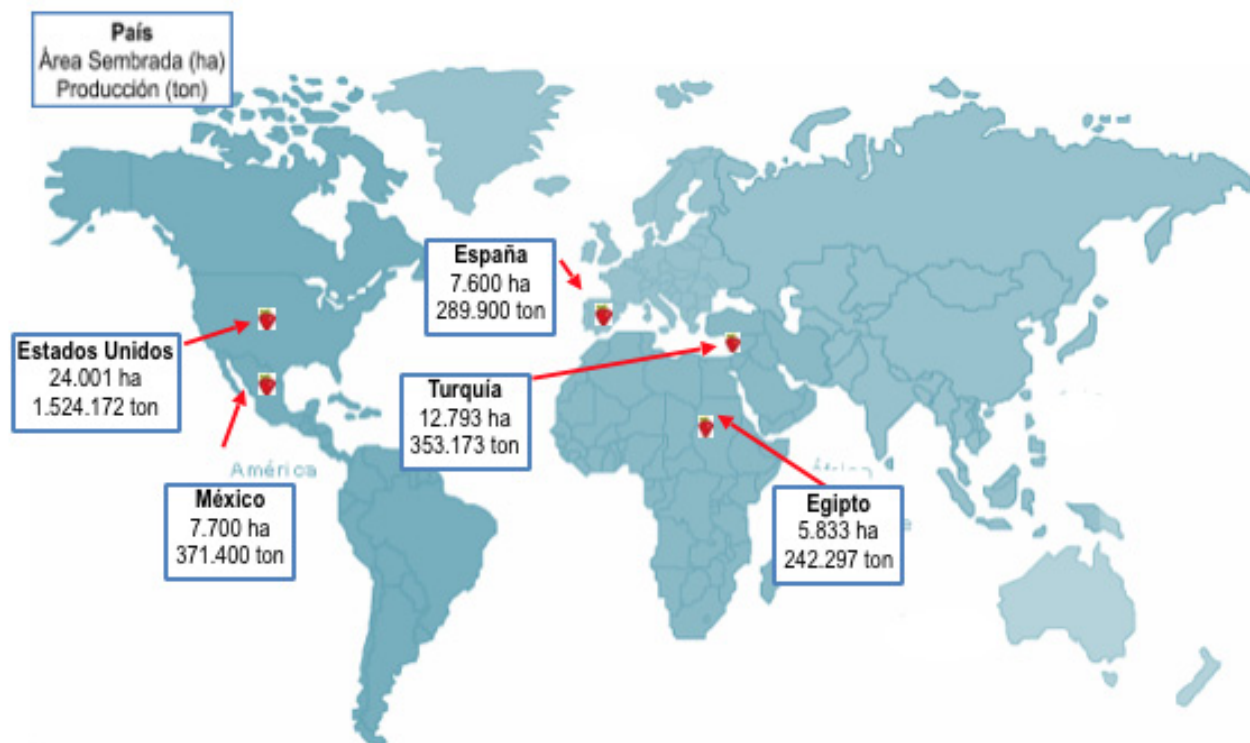 País
Área Sembrada (ha)
Producción (ton)
España
7.600 ha
289.900 ton
Estados Unidos
24.001 ha
1.524.172 ton
Turquía
12.793 ha
353.173 ton
América
México
7.700 ha
371.400 ton
Egipto
5.833 ha
242.297 ton